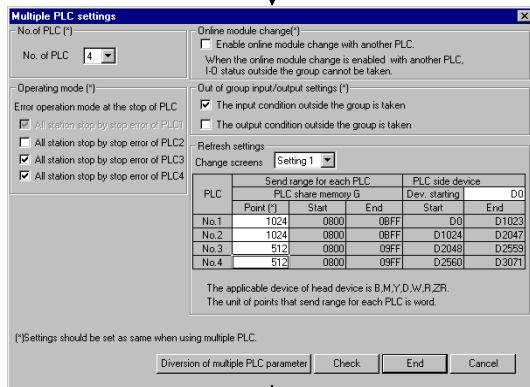 Multiple PLC settings
No.of PLC (*)
No. of PLC 4
Online module change(*)
Enable online module change with another PLC.
When the online module change is enabled with another PLC,
I-O status outside the group cannot be taken.
Operating mode (*)
Error operation mode at the stop of PLC
All station stop by stop error of PLC1
All station stop by stop error of PLC2
All station stop by stop error of PLC3
All station stop by stop error of PLC4
Out of group input/output settings (*)
The input condition outside the group is taken
The output condition outside the group is taken
Refresh settings
Change screens Setting 1
PLC Send range for each PLC PLC side device
PLC share memory G Dev. starting D0
Point (*) Start End Start End
No.1 1024 0800 0BFF D0 D1023
No.2 1024 0800 0BFF D1024 D2047
No.3 512 0800 09FF D2048 D2559
No.4 512 0800 09FF D2560 D3071
The applicable device of head device is B,M,Y,D,W,R,ZR.
The unit of points that send range for each PLC is word.
(*)Settings should be set as same when using multiple PLC.
Diversion of multiple PLC parameter Check End Cancel